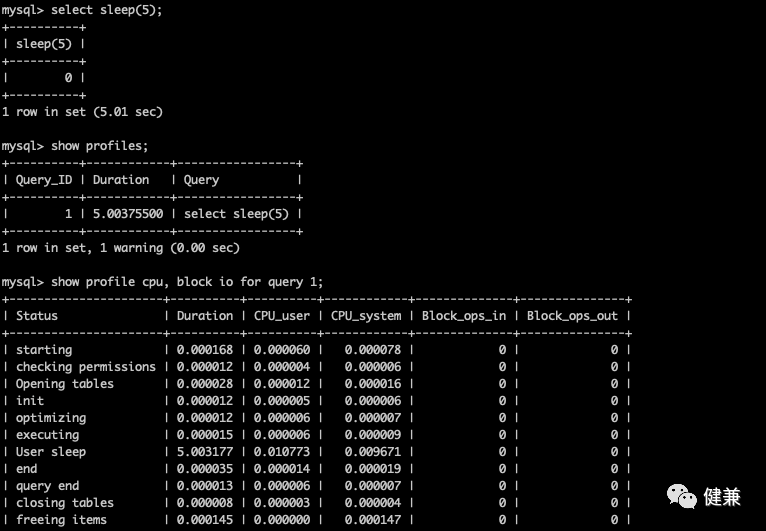 mysql> select sleep(5);
+----------+
| sleep(5) |
+----------+
|        0 |
+----------+
1 row in set (5.01 sec)

mysql> show profiles;
+----------+------------+-----------------+
| Query_ID | Duration   | Query           |
+----------+------------+-----------------+
|        1 | 5.00375500 | select sleep(5) |
+----------+------------+-----------------+
1 row in set, 1 warning (0.00 sec)

mysql> show profile cpu, block io for query 1;
+----------------------+----------+----------+------------+--------------+---------------+
| Status               | Duration | CPU_user | CPU_system | Block_ops_in | Block_ops_out |
+----------------------+----------+----------+------------+--------------+---------------+
| starting             | 0.000168 | 0.000060 |   0.000078 |            0 |             0 |
| checking permissions | 0.000012 | 0.000004 |   0.000006 |            0 |             0 |
| Opening tables       | 0.000028 | 0.000012 |   0.000016 |            0 |             0 |
| init                 | 0.000012 | 0.000005 |   0.000006 |            0 |             0 |
| optimizing           | 0.000012 | 0.000006 |   0.000007 |            0 |             0 |
| executing            | 0.000015 | 0.000006 |   0.000009 |            0 |             0 |
| User sleep           | 5.003177 | 0.010773 |   0.009671 |            0 |             0 |
| end                  | 0.000035 | 0.000014 |   0.000019 |            0 |             0 |
| query end            | 0.000013 | 0.000006 |   0.000007 |            0 |             0 |
| closing tables       | 0.000008 | 0.000003 |   0.000004 |            0 |             0 |
| freeing items        | 0.000145 | 0.000000 |   0.000147 |            0 |             0 |
健兼